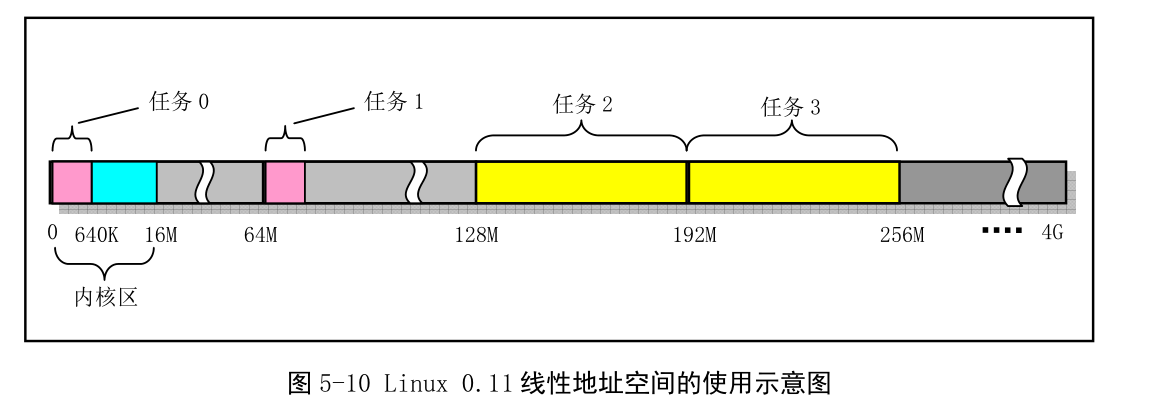 任务 0 任务 1 任务 2 任务 3
0 640K 16M 64M 128M 192M 256M 4G
内核区
图 5-10 Linux 0.11 线性地址空间的使用示意图